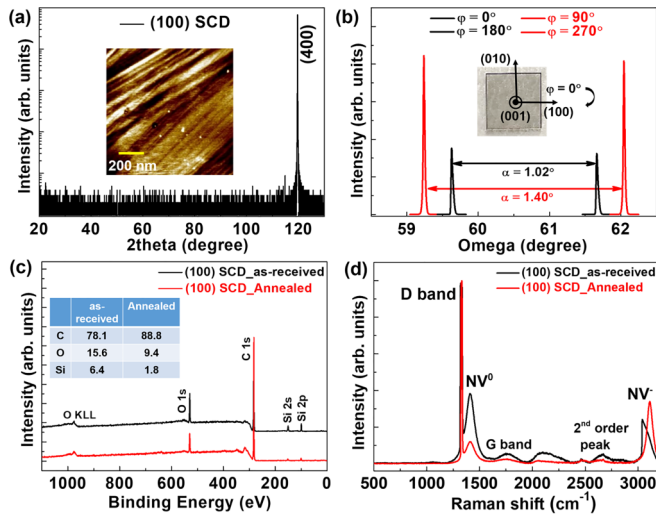 (a)
(100) SCD
(400)
200 nm
Intensity (arb. units)
20 40 60 80 100 120
2theta (degree)
(b)
φ=0° φ=90°
φ=180° φ=270°
(010)
φ = 0°
(001)
(100)
α = 1.02°
α = 1.40°
Intensity (arb. units)
59 60 61 62
Omega (degree)
(c)
(100) SCD_as-received
(100) SCD_Annealed
as-received Annealed
C 78.1 88.8
O 15.6 9.4
Si 6.4 1.8
C 1s
O 1s
O KLL
Si 2s
Si 2p
Intensity (arb. units)
1000 800 600 400 200 0
Binding Energy (eV)
(d)
(100) SCD_as-received
(100) SCD_Annealed
D band
NV⁰
NV⁻
G band
2nd order
peak
Intensity (arb. units)
500 1000 1500 2000 2500 3000
Raman shift (cm⁻¹)